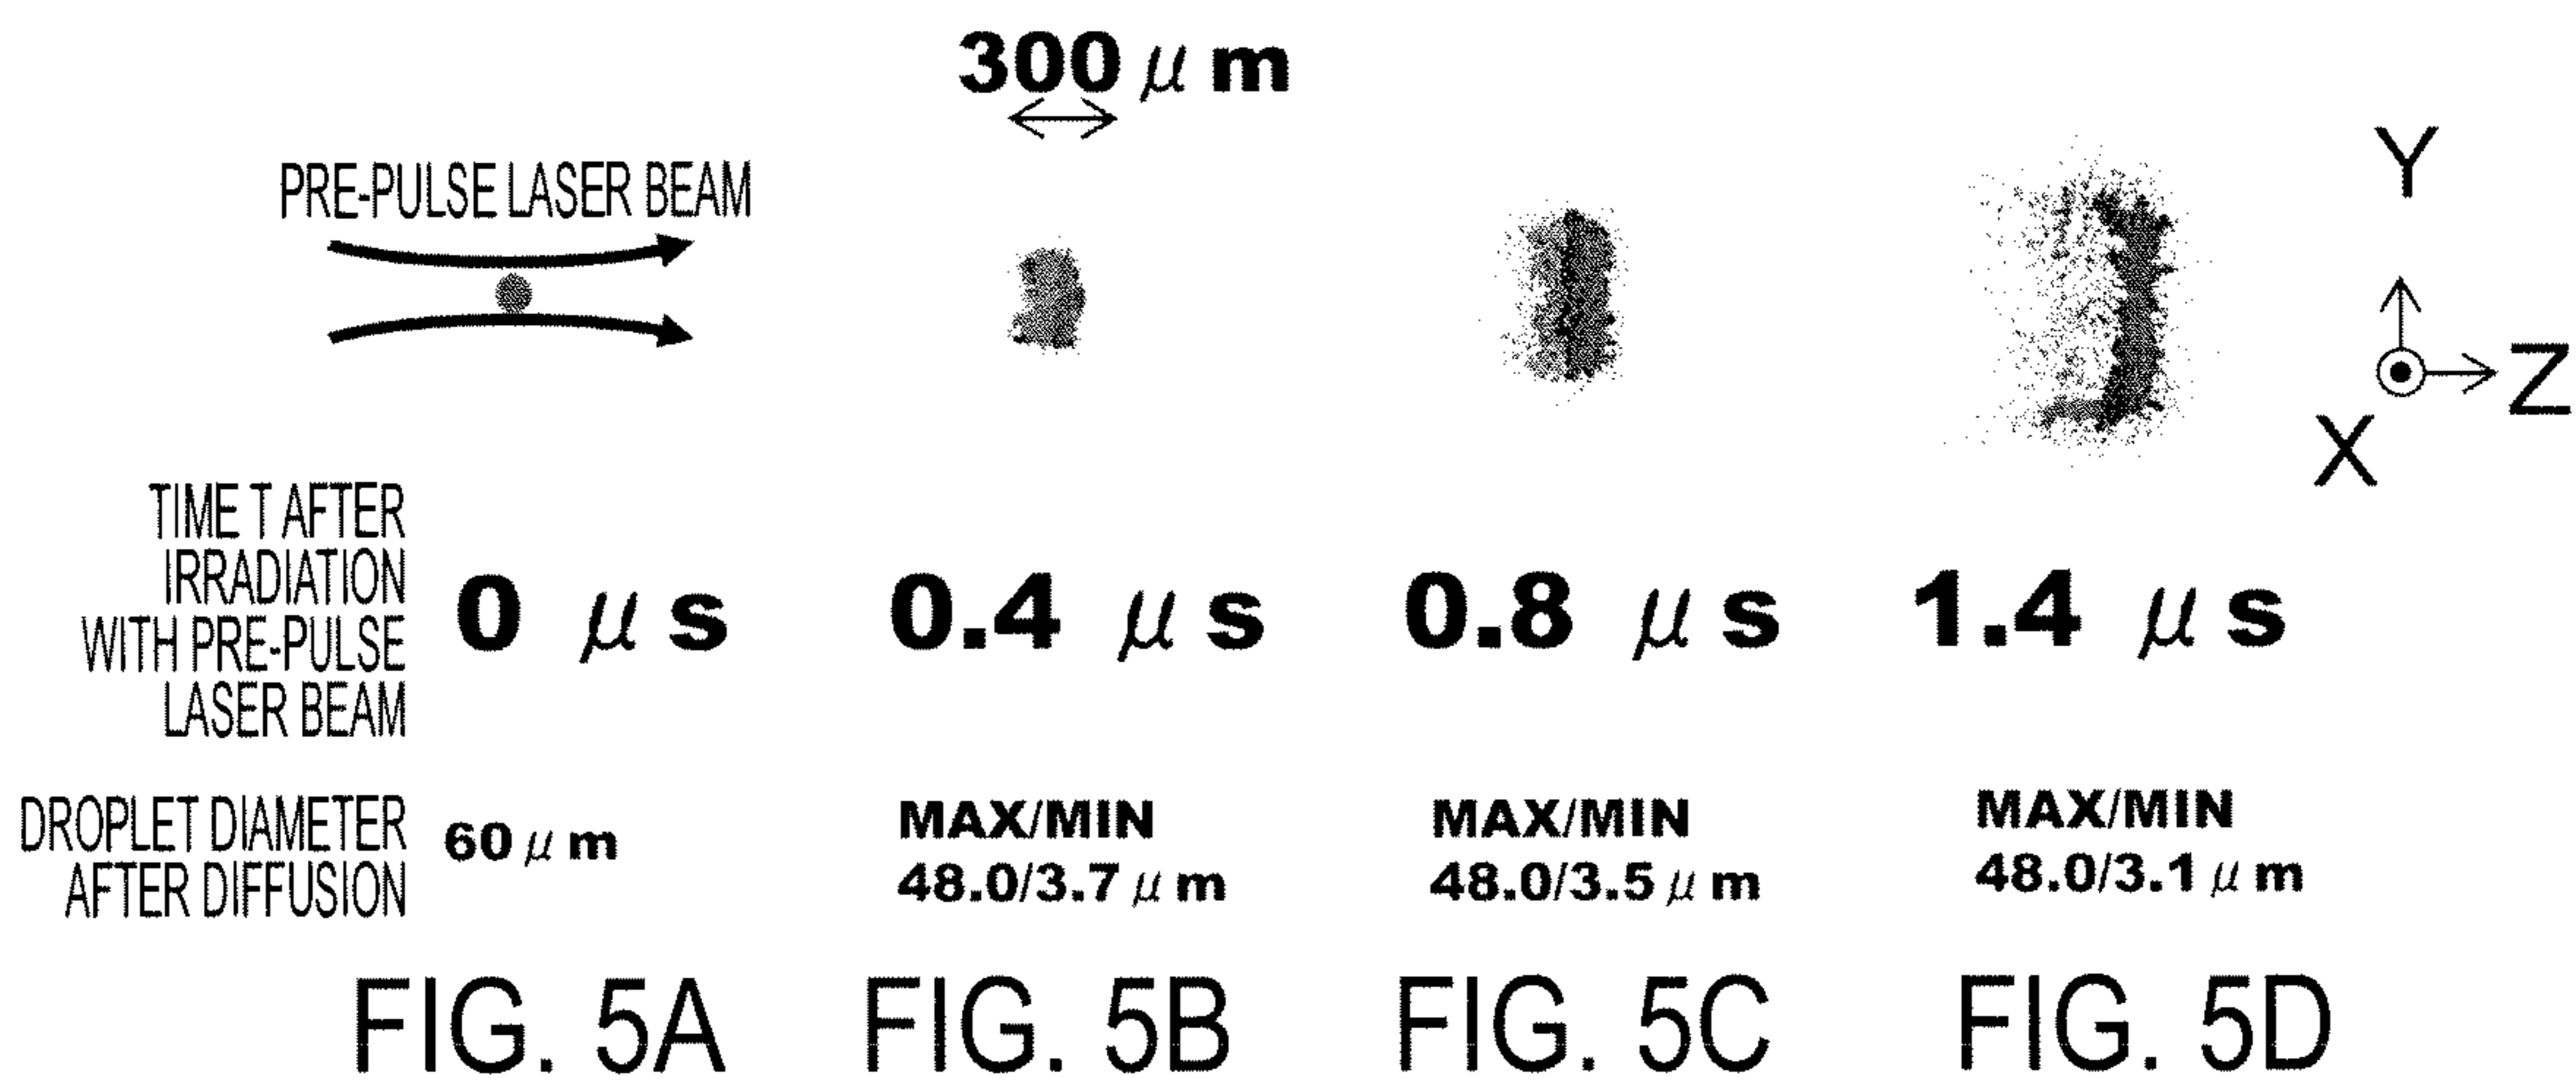 300 μm
PRE-PULSE LASER BEAM
Y
Z
X
TIME T AFTER
IRRADIATION
WITH PRE-PULSE
LASER BEAM
0 μs
0.4 μs
0.8 μs
1.4 μs
DROPLET DIAMETER
AFTER DIFFUSION
60 μm
MAX/MIN
48.0/3.7 μm
MAX/MIN
48.0/3.5 μm
MAX/MIN
48.0/3.1 μm
FIG. 5A
FIG. 5B
FIG. 5C
FIG. 5D